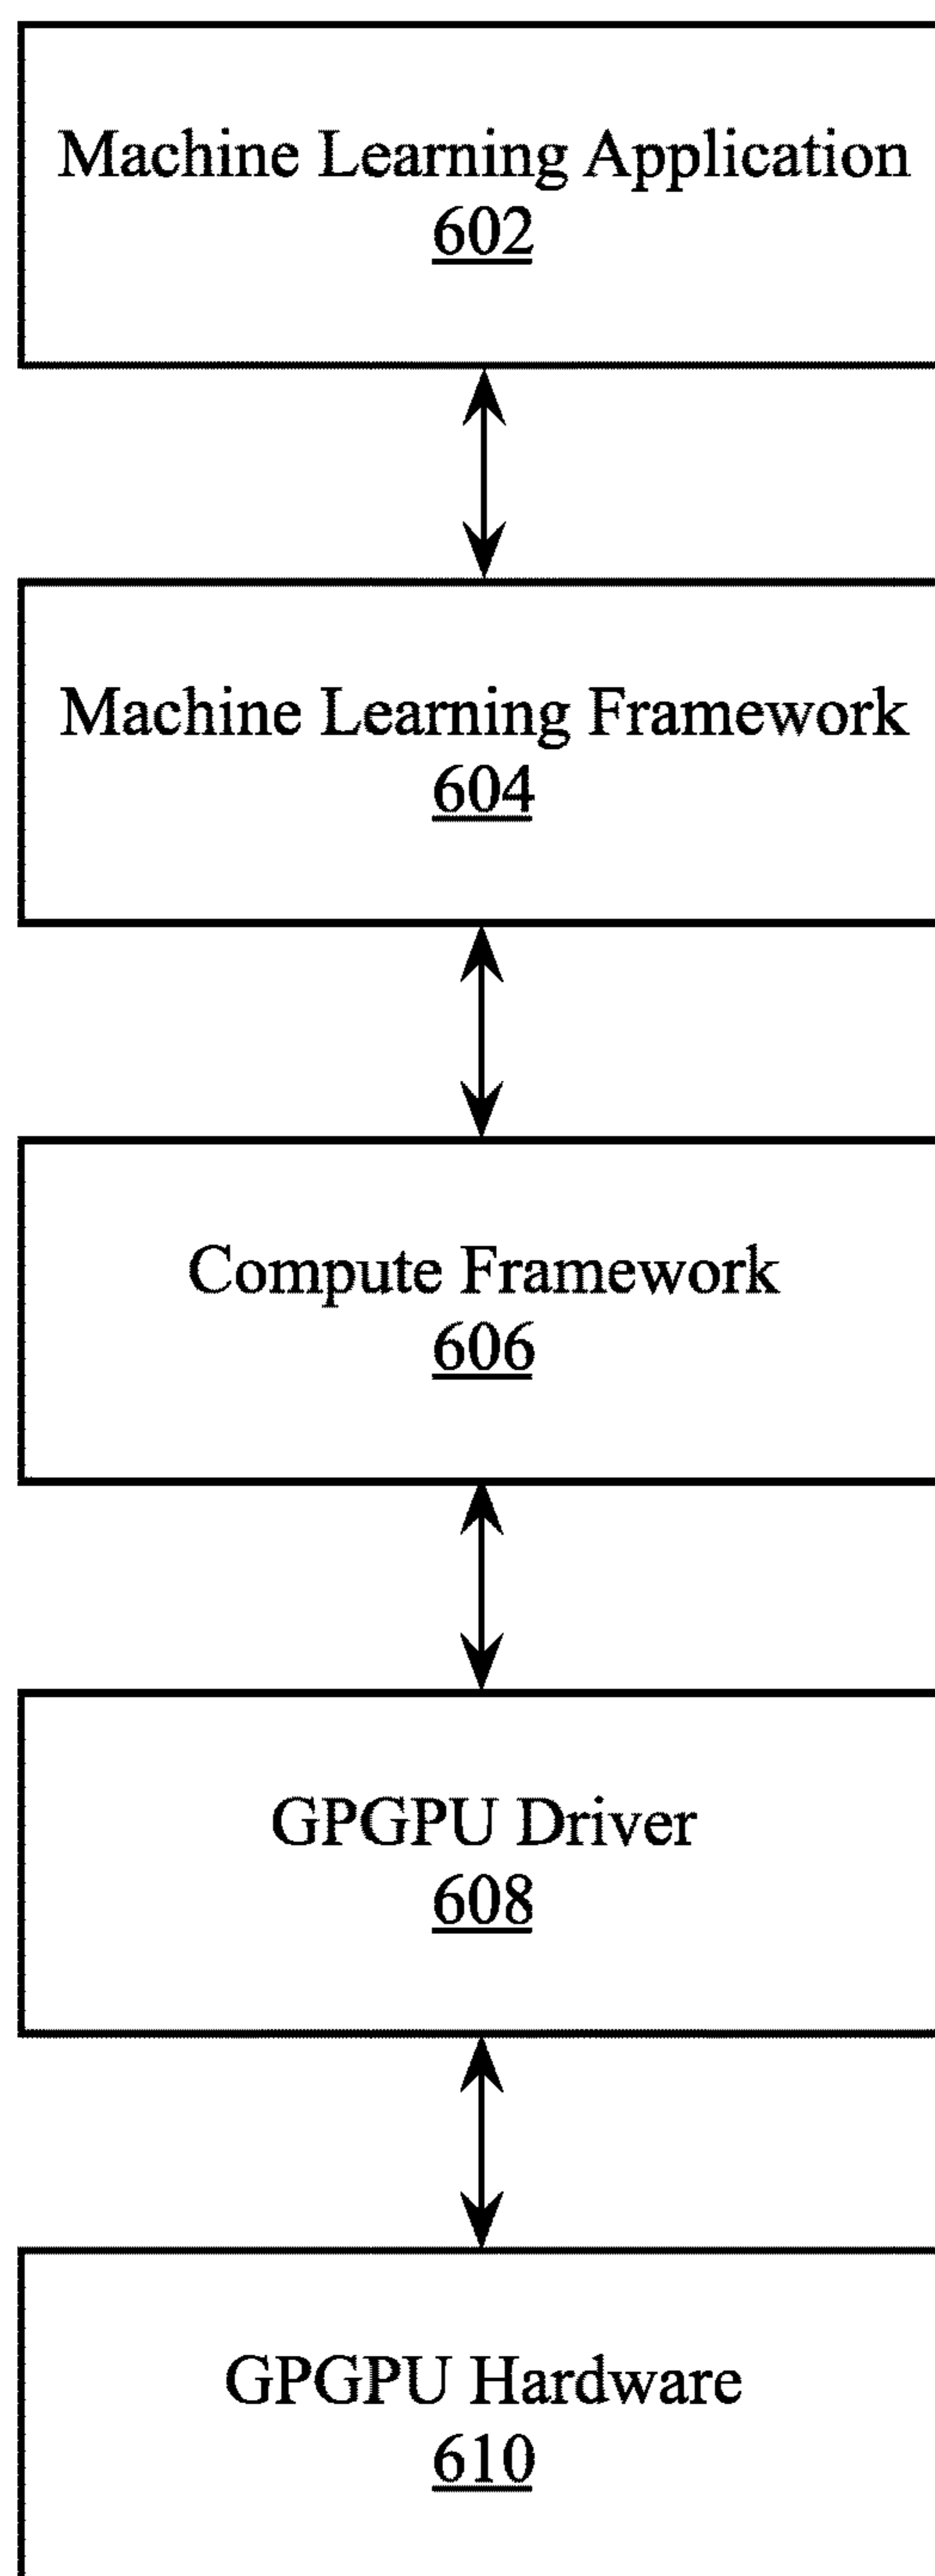 Machine Learning Application
602
Machine Learning Framework
604
Compute Framework
606
GPGPU Driver
608
GPGPU Hardware
610